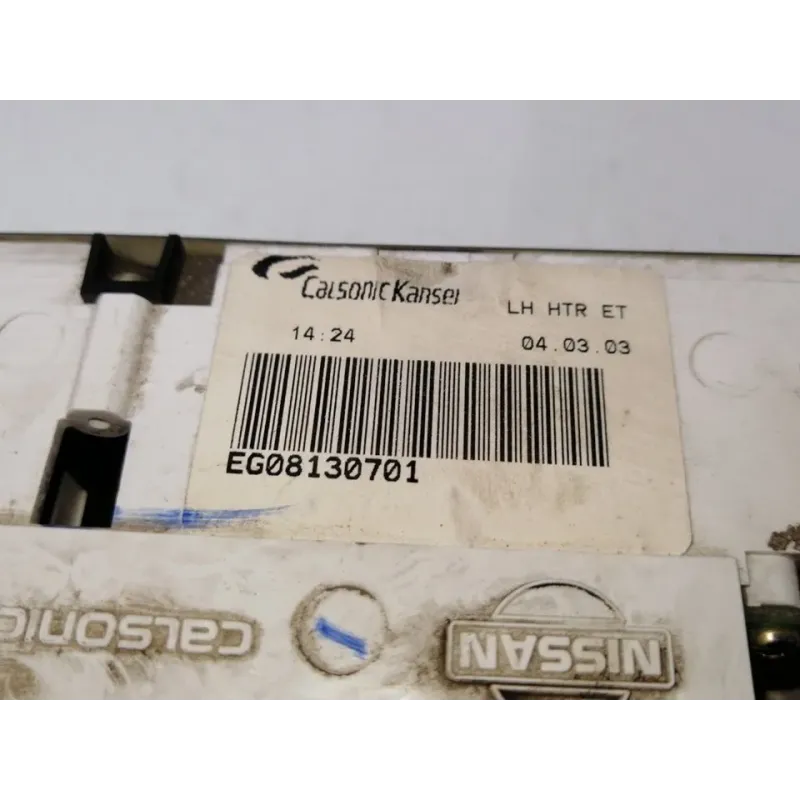 CalsonicKansei
LH HTR ET
14:24
04.03.03
EG08130701
CALSONIC
NISSAN